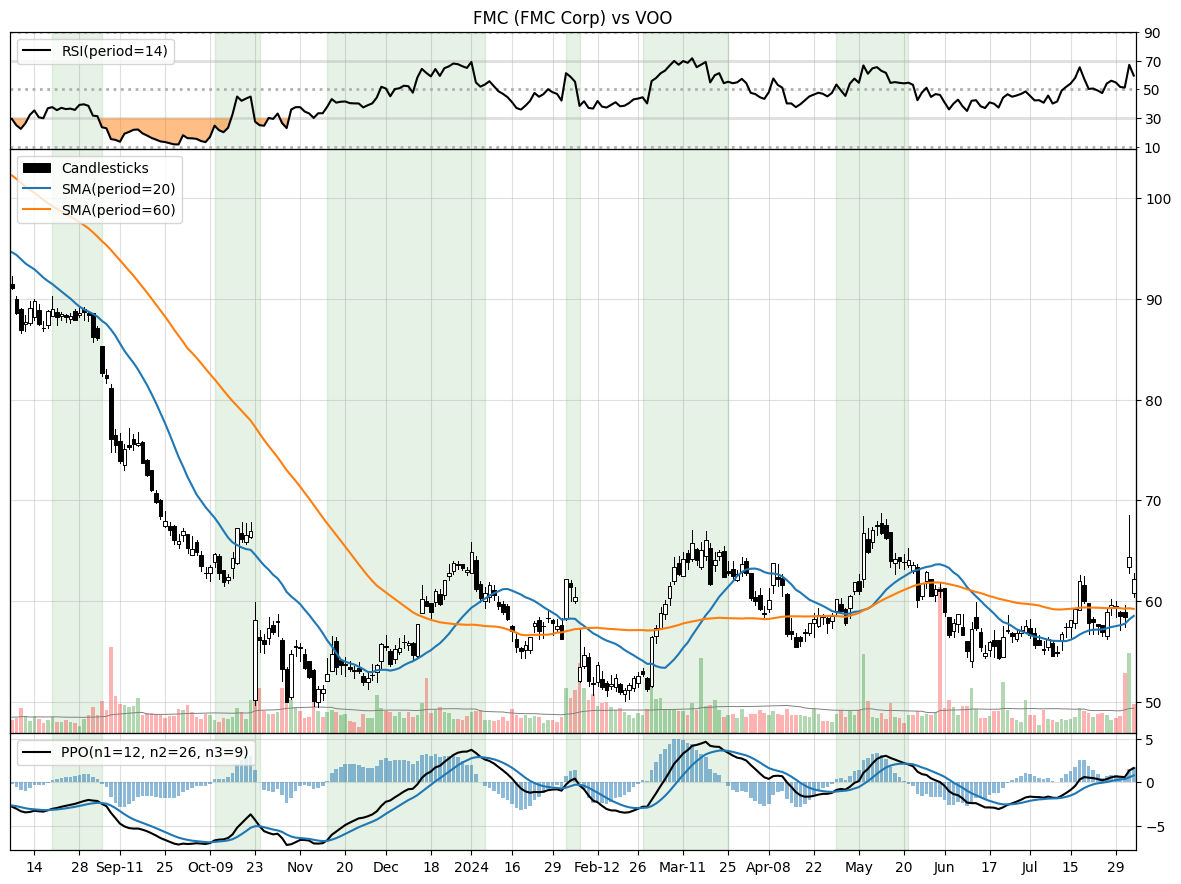 FMC (FMC Corp) vs VOO
RSI(period=14)
90
70
50
30
10
Candlesticks
SMA(period=20)
SMA(period=60)
100
90
80
70
60
50
PPO(n1=12, n2=26, n3=9)
5
0
−5
14 28 Sep-11 25 Oct-09 23 Nov 20 Dec 18 2024 16 29 Feb-12 26 Mar-11 25 Apr-08 22 May 20 Jun 17 Jul 15 29